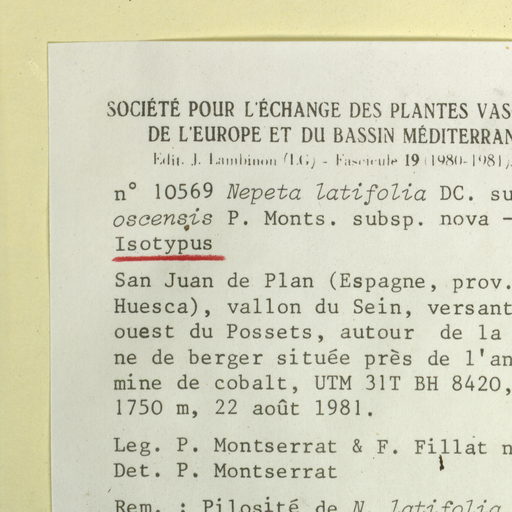 SOCIÉTÉ POUR L'ÉCHANGE DES PLANTES VAS
DE L'EUROPE ET DU BASSIN MÉDITERRAN
Edit. J. Lambinon (LG) - Fascicule 19 (1980-1981).
n° 10569 Nepeta latifolia DC. su
oscensis P. Monts. subsp. nova -
Isotypus
San Juan de Plan (Espagne, prov.
Huesca), vallon du Sein, versant
ouest du Possets, autour de la
ne de berger située près de l'an
mine de cobalt, UTM 31T BH 8420,
1750 m, 22 août 1981.
Leg. P. Montserrat & F. Fillat n
Det. P. Montserrat
Rem. : Pilosité de N. latifolia